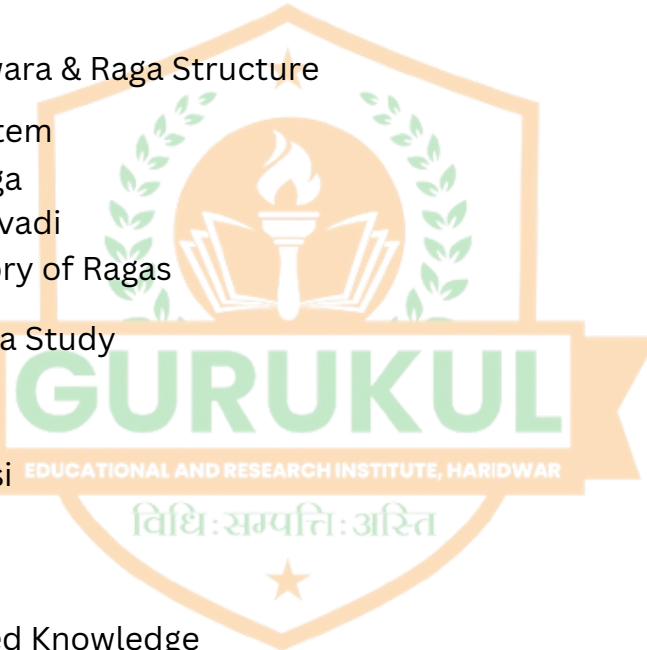 wara & Raga Structure
tem
ga
vadi
ory of Ragas
a Study
GURUKUL
si
EDUCATIONAL AND RESEARCH INSTITUTE, HARIDWAR
विधि:सम्पत्ति:अस्ति
ed Knowledge